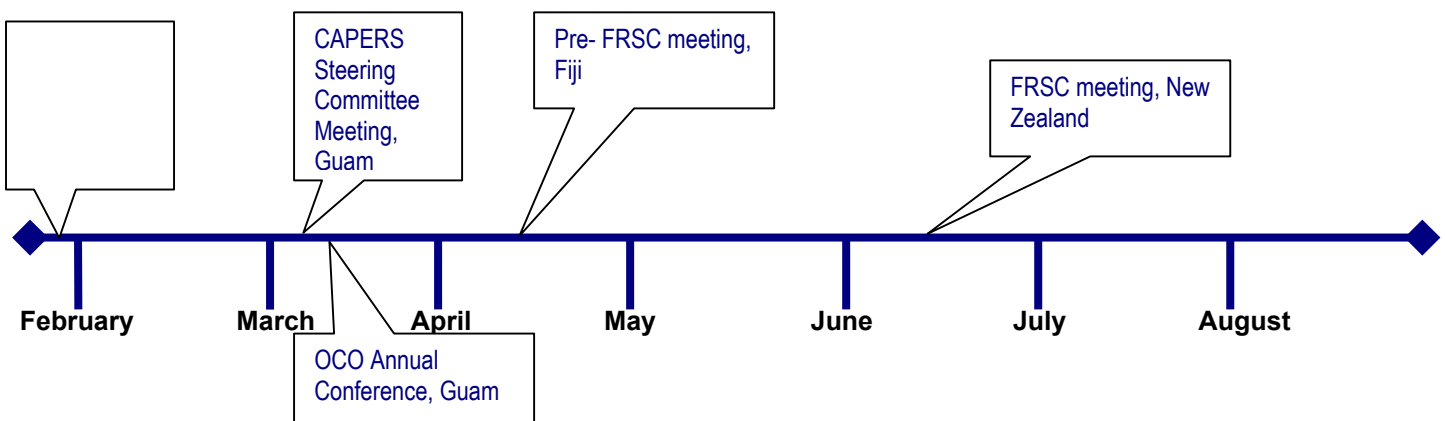 CAPERS
Steering
Committee
Meeting,
Guam
Pre- FRSC meeting,
Fiji
FRSC meeting, New
Zealand
February
March
April
May
June
July
August
OCO Annual
Conference, Guam